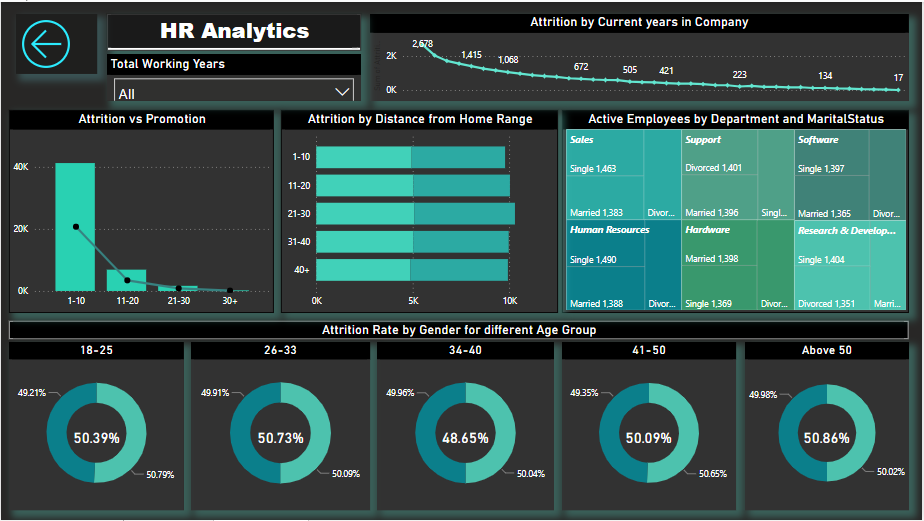 HR Analytics
Total Working Years
All
Attrition by Current years in Company
2K
0K
2,678
1,415
1,068
672
505
421
223
134
17
Attrition vs Promotion
40K
20K
0K
1-10
11-20
21-30
30+
Attrition by Distance from Home Range
1-10
11-20
21-30
31-40
40+
0K
5K
10K
Active Employees by Department and MaritalStatus
Sales
Single 1,463
Married 1,383
Divor...
Support
Divorced 1,401
Married 1,396
Singl...
Software
Single 1,397
Married 1,365
Divor...
Human Resources
Single 1,490
Married 1,388
Divor...
Hardware
Married 1,398
Single 1,369
Divor...
Research & Develop...
Single 1,404
Divorced 1,351
Marri...
Attrition Rate by Gender for different Age Group
18-25
49.21%
50.39%
50.79%
26-33
49.91%
50.73%
50.09%
34-40
49.96%
48.65%
50.04%
41-50
49.35%
50.09%
50.65%
Above 50
49.98%
50.86%
50.02%